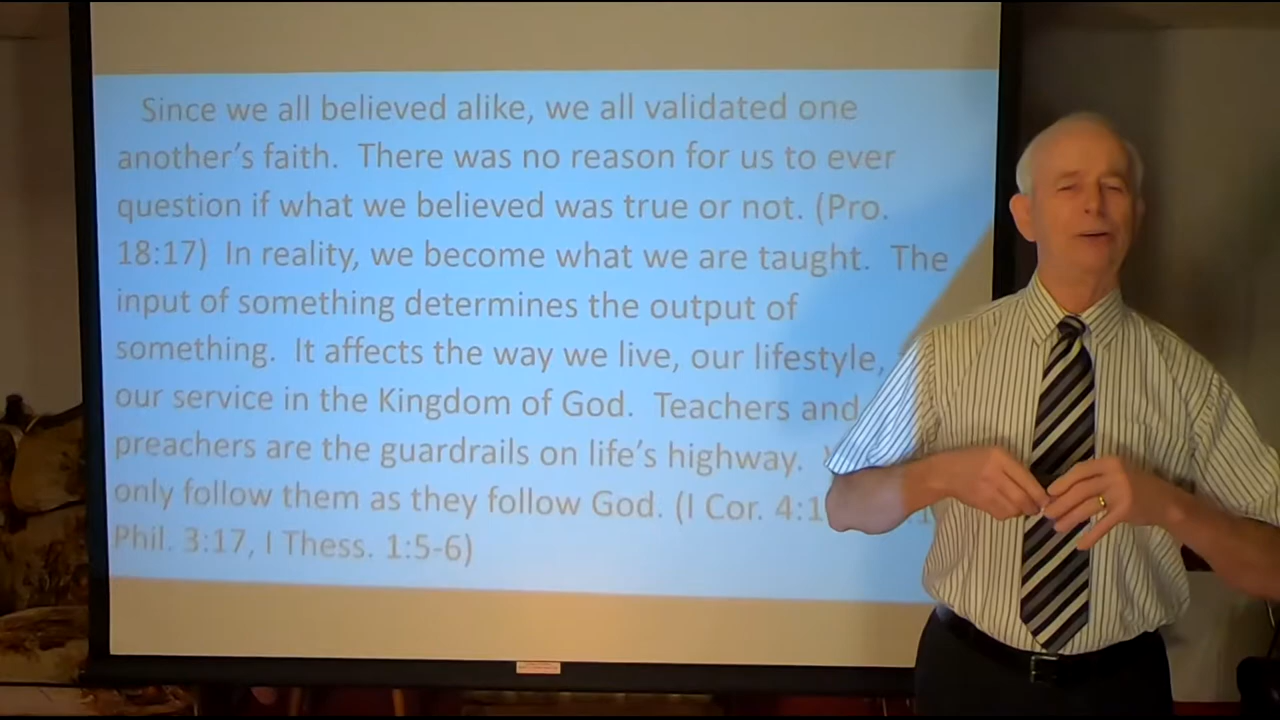 Since we all believed alike, we all validated one
another's faith. There was no reason for us to ever
question if what we believed was true or not. (Pro.
18:17) In reality, we become what we are taught. The
input of something determines the output of
something. It affects the way we live, our lifestyle,
our service in the Kingdom of God. Teachers and
preachers are the guardrails on life's highway.
only follow them as they follow God. (I Cor. 4:1
Phil. 3:17, I Thess. 1:5-6)